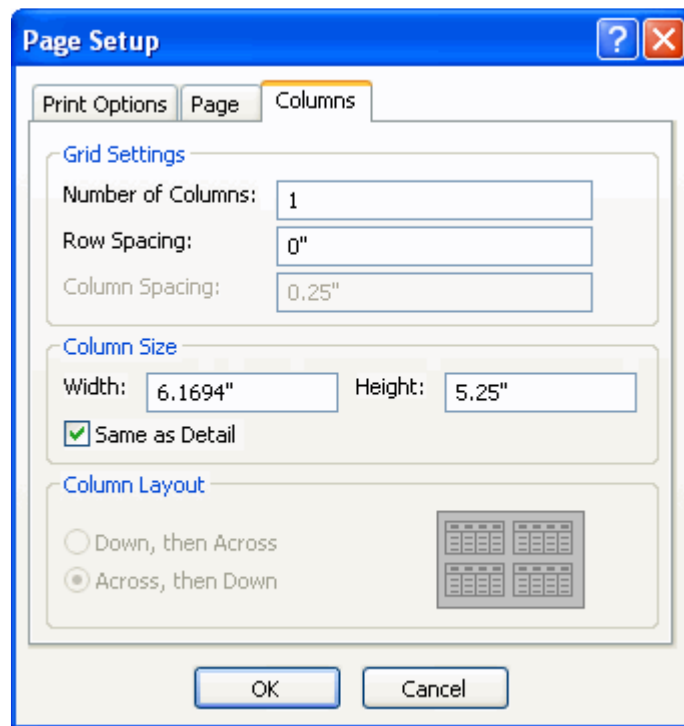 Page Setup
Print Options Page Columns
Grid Settings
Number of Columns: 1
Row Spacing: 0"
Column Spacing: 0.25"
Column Size
Width: 6.1694" Height: 5.25"
Same as Detail
Column Layout
Down, then Across
Across, then Down
OK Cancel